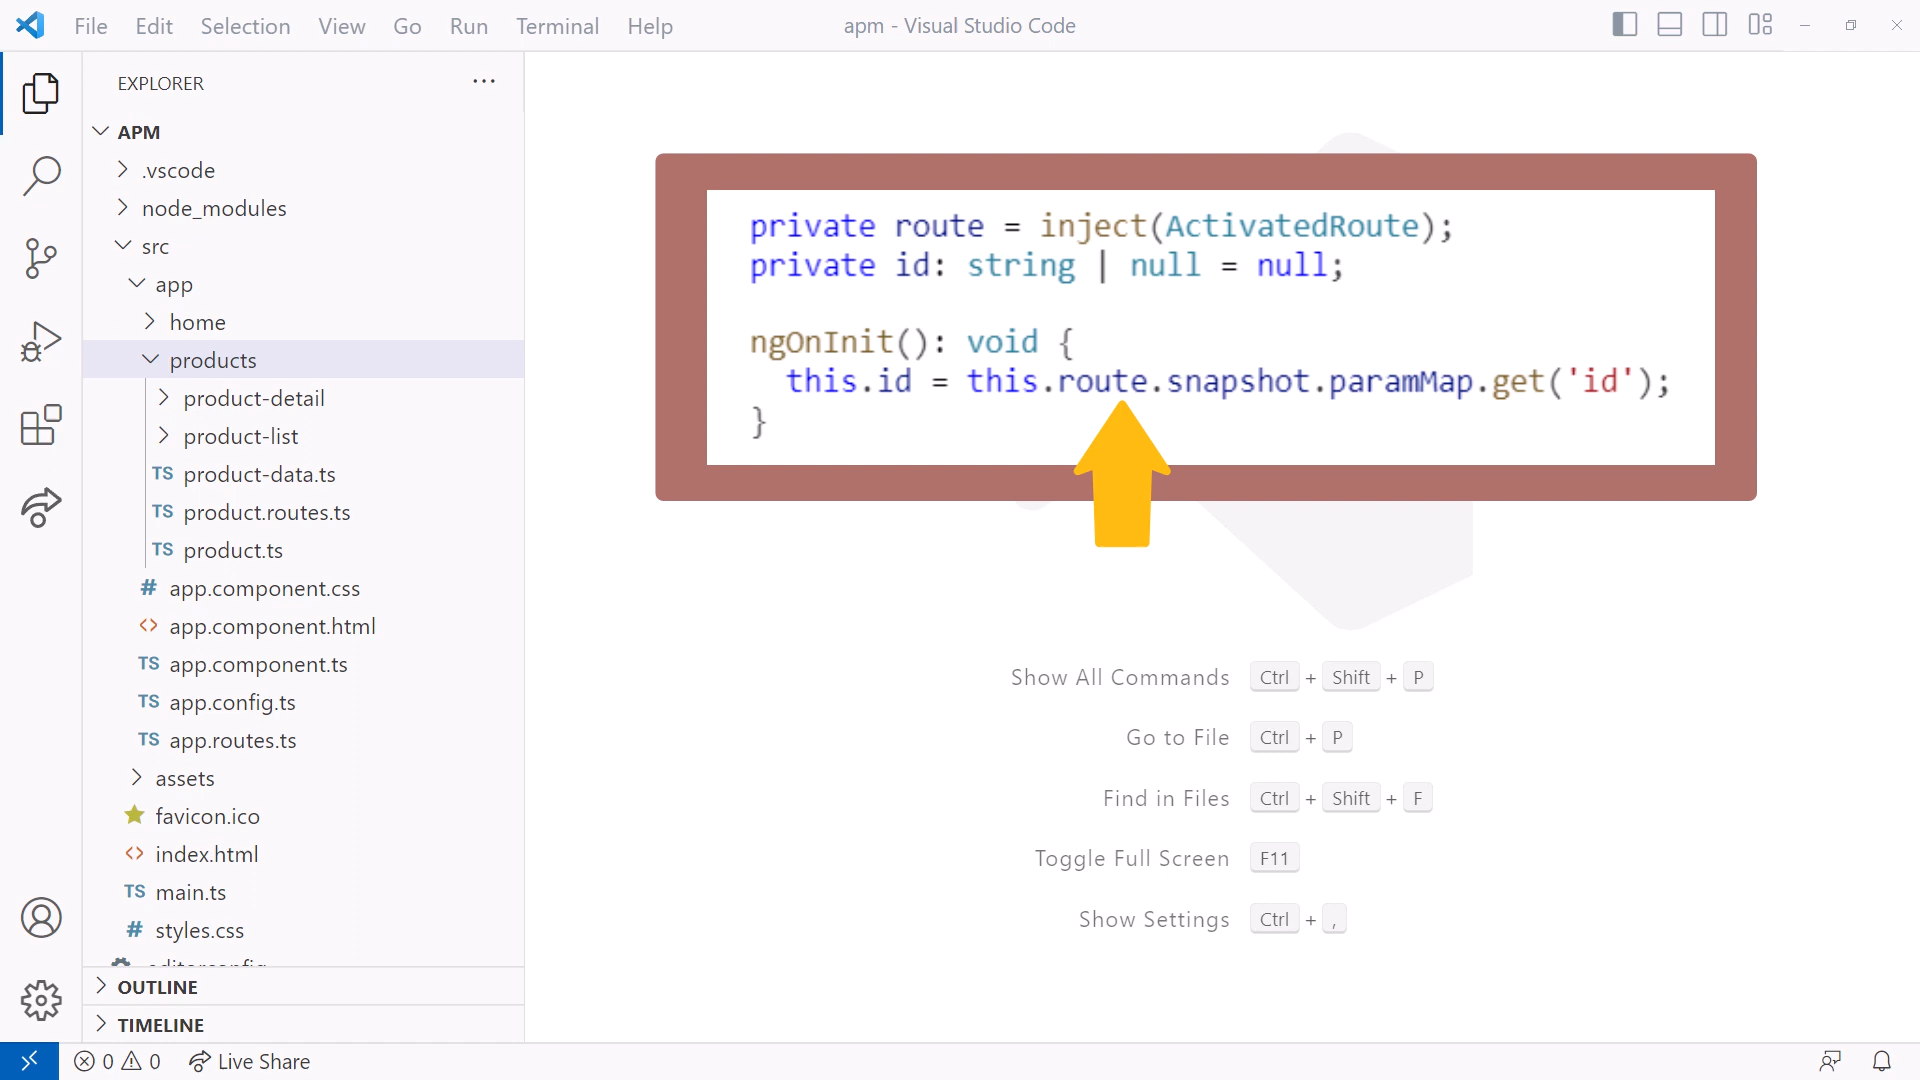 File Edit Selection View Go Run Terminal Help
apm - Visual Studio Code
EXPLORER
APM
.vscode
node_modules
src
app
home
products
product-detail
product-list
TS product-data.ts
TS product.routes.ts
TS product.ts
# app.component.css
<> app.component.html
TS app.component.ts
TS app.config.ts
TS app.routes.ts
assets
favicon.ico
<> index.html
TS main.ts
# styles.css
OUTLINE
TIMELINE
private route = inject(ActivatedRoute);
private id: string | null = null;
ngOnInit(): void {
this.id = this.route.snapshot.paramMap.get('id');
}
Show All Commands Ctrl + Shift + P
Go to File Ctrl + P
Find in Files Ctrl + Shift + F
Toggle Full Screen F11
Show Settings Ctrl + ,
0 0 Live Share